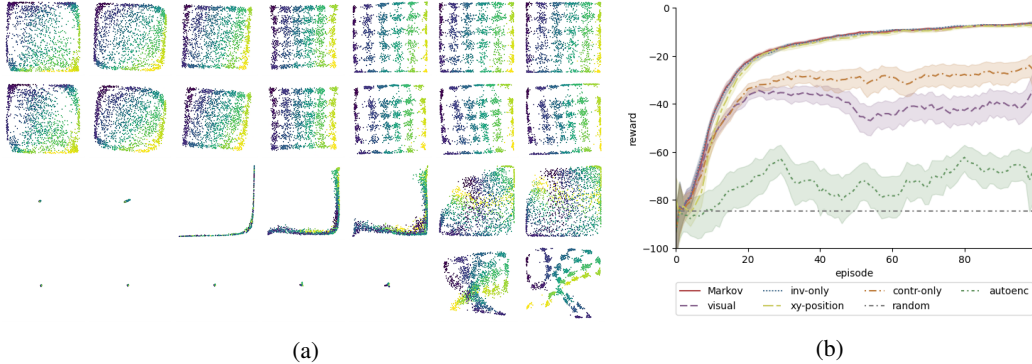 0
−20
−40
−60
−80
−100
reward
0
20
40
60
80
episode
Markov
inv-only
contr-only
autoenc
visual
xy-position
random
(a)
(b)